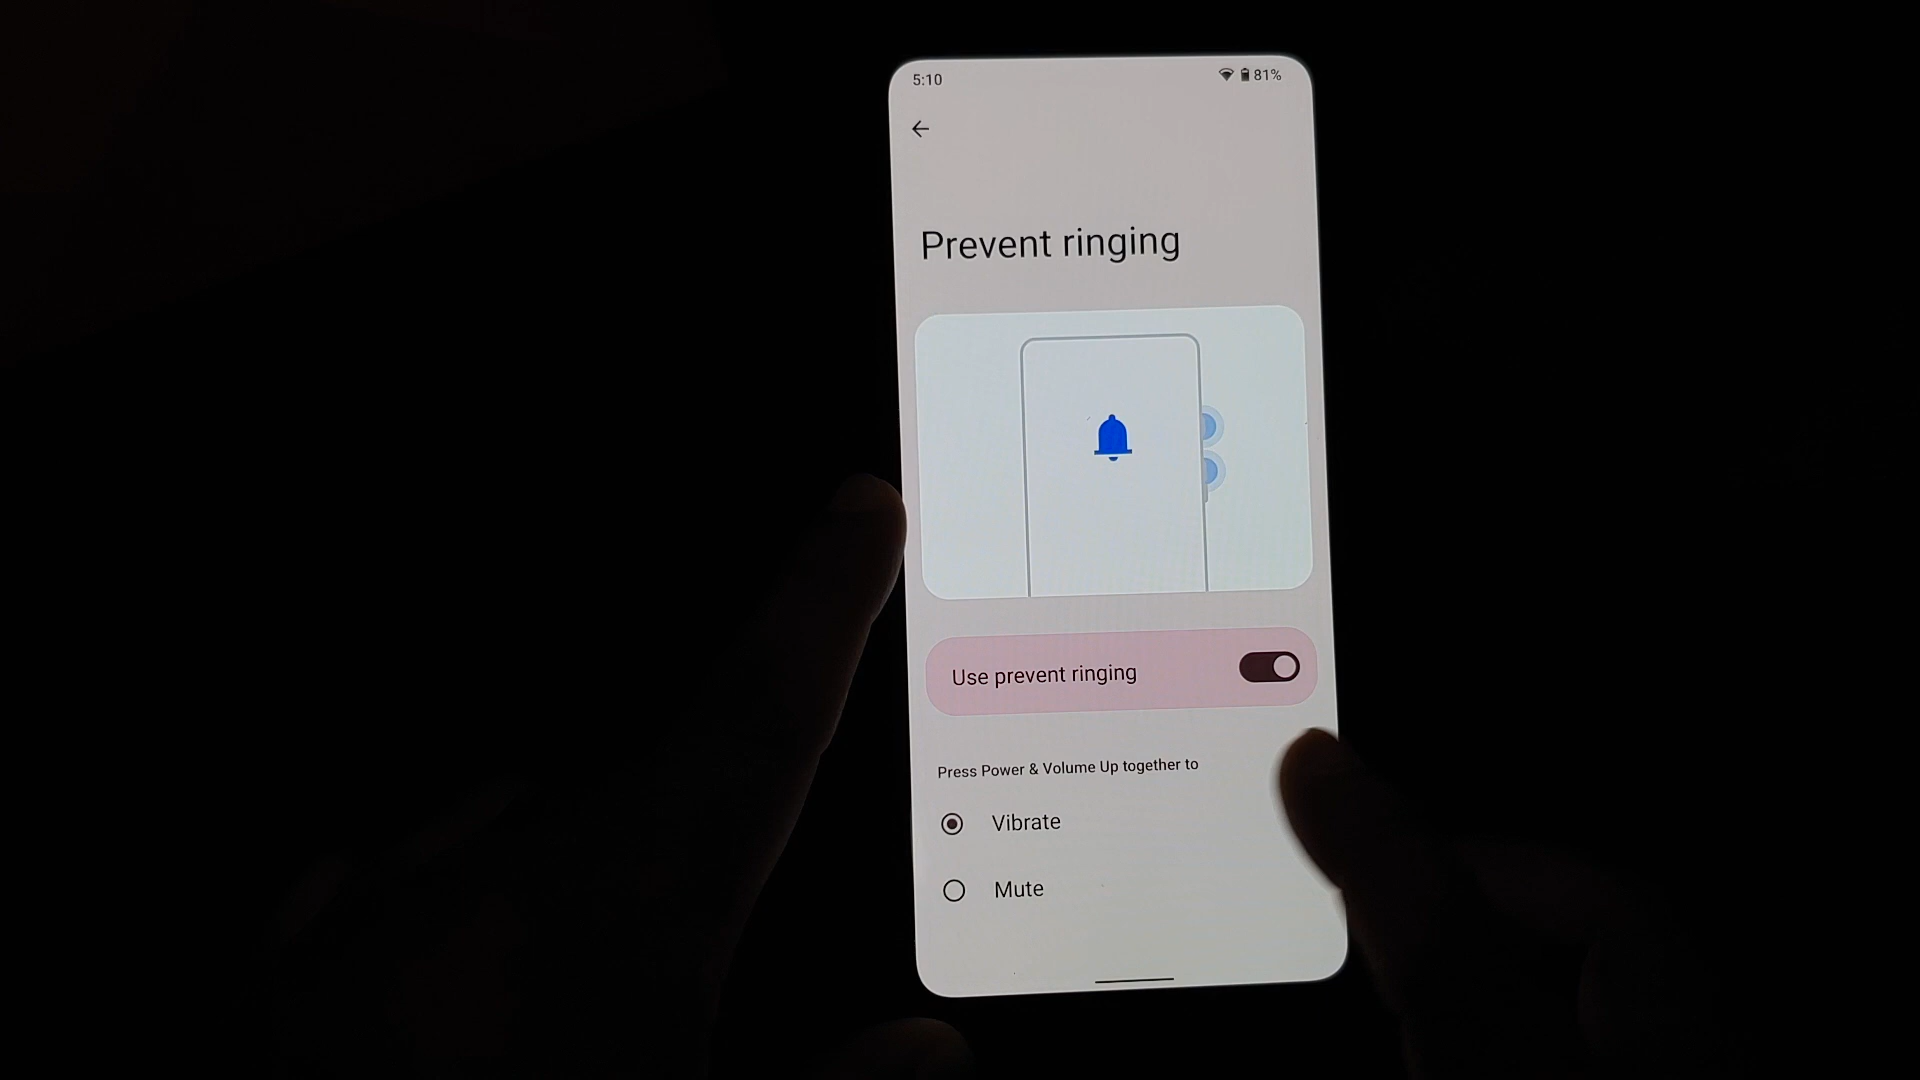 5:10
81%
Prevent ringing
Use prevent ringing
Press Power & Volume Up together to
Vibrate
Mute